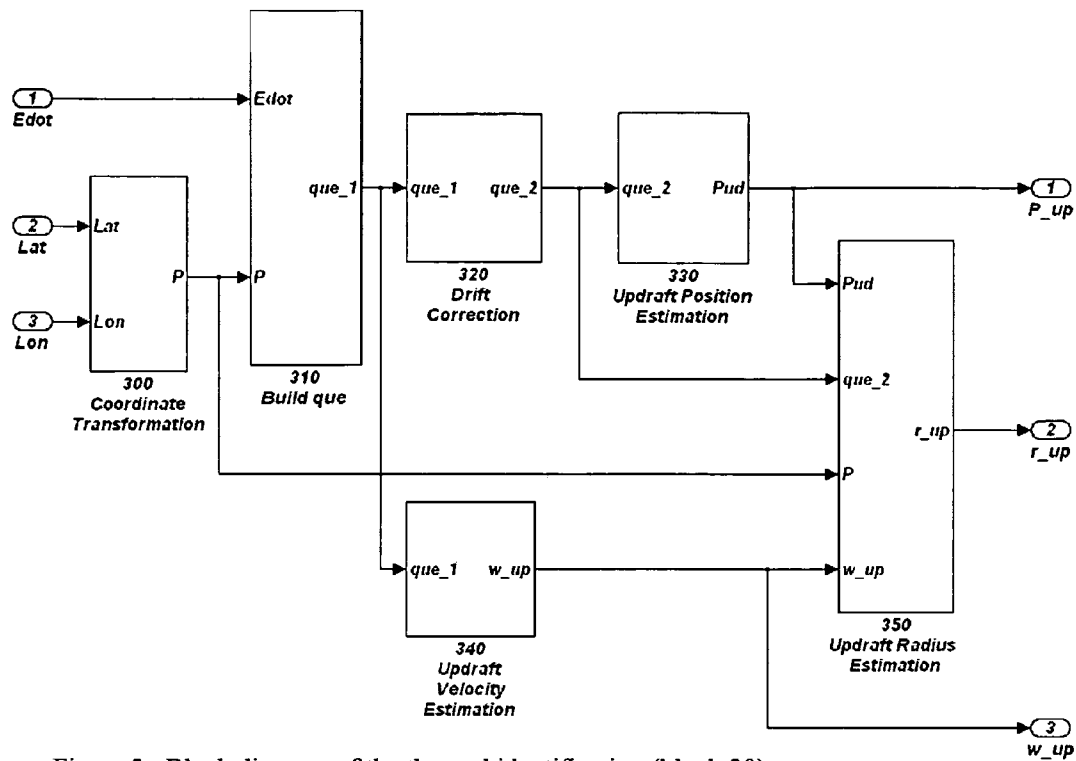 1
Edot
2
Lat
3
Lon
Lat
Lon
P
300
Coordinate
Transformation
Edot
P
que_1
310
Build que
que_1
que_2
320
Drift
Correction
que_2
Pud
330
Updraft Position
Estimation
que_1
w_up
340
Updraft
Velocity
Estimation
Pud
que_2
P
w_up
r_up
350
Updraft Radius
Estimation
1
P_up
2
r_up
3
w_up